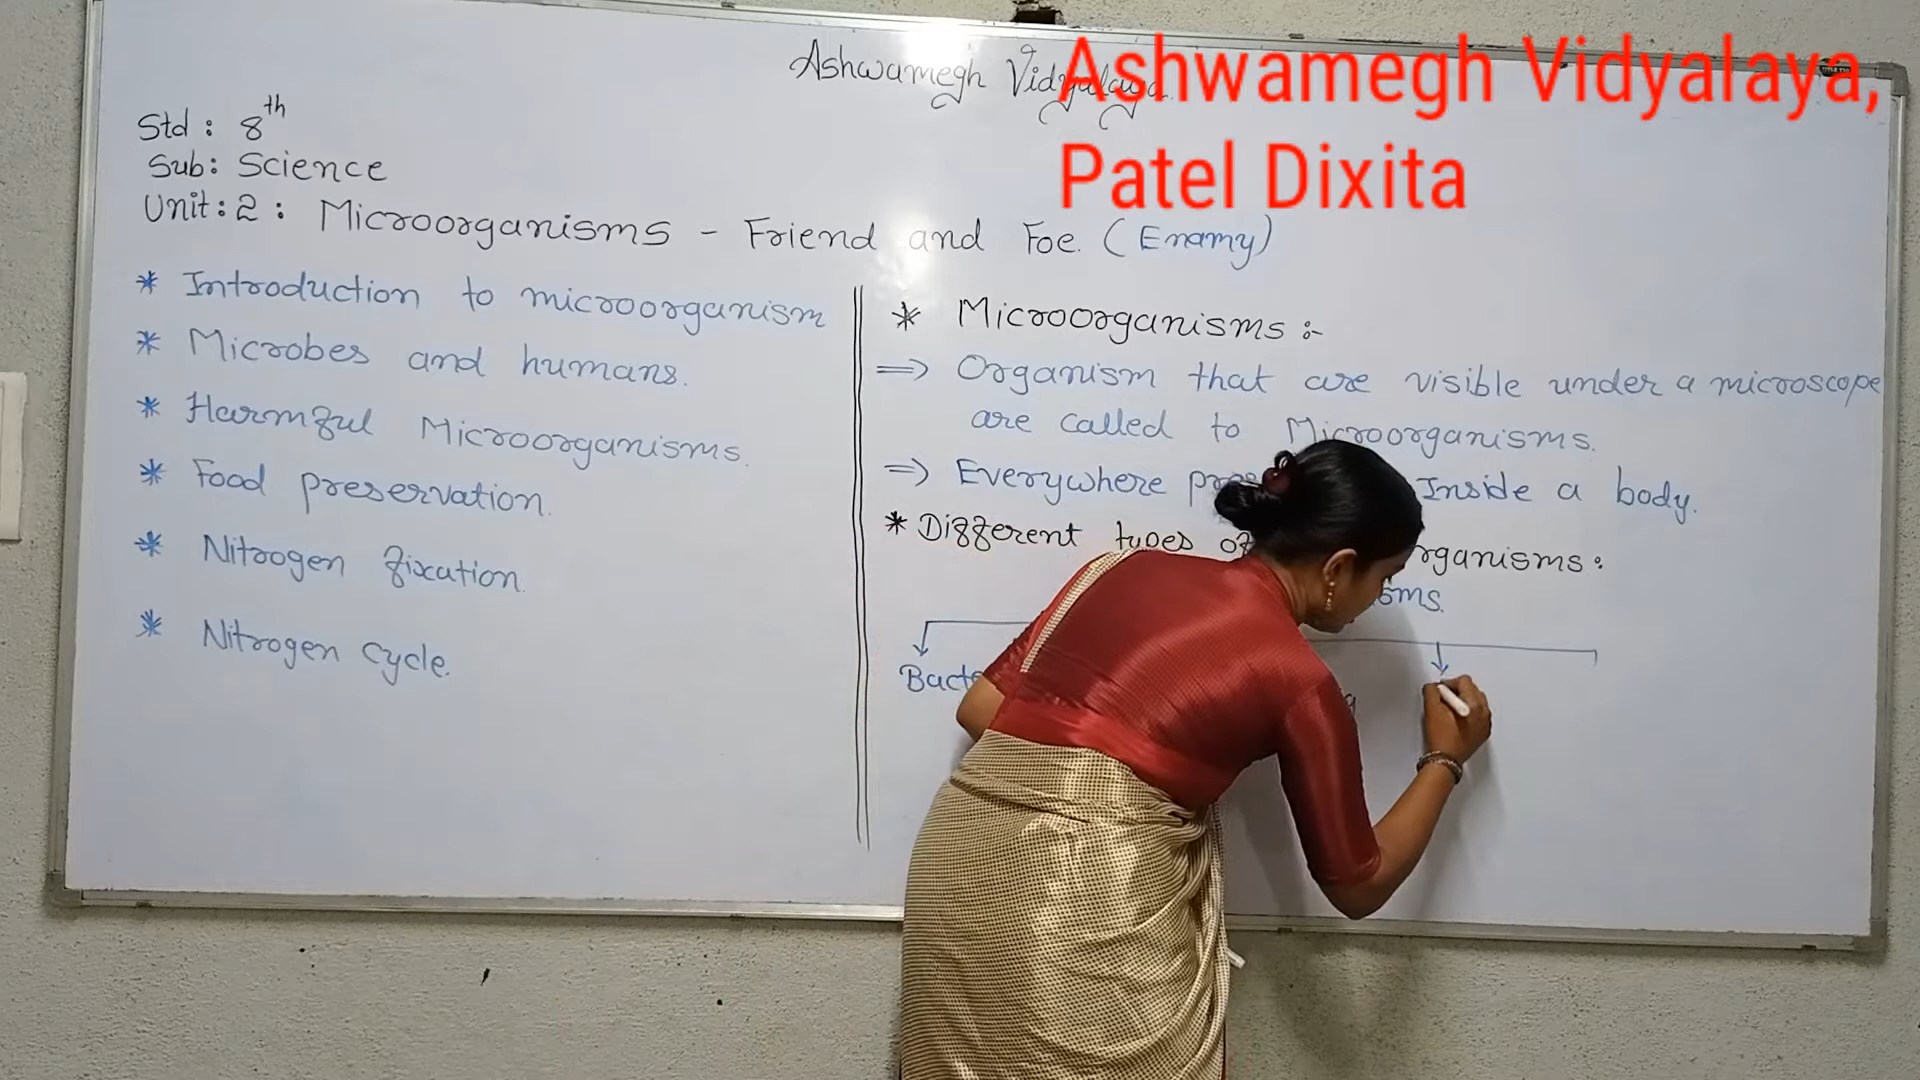 Ashwamegh Vidyalaya
Ashwamegh Vidyalaya,
Patel Dixita
Std : 8th
Sub: Science
Unit: 2 : Microorganisms - Friend and Foe. (Enamy)
* Introduction to microorganism
* Microbes and humans.
* Harmful Microorganisms.
* Food preservation.
* Nitrogen fixation.
* Nitrogen cycle.
* Microorganisms :-
⇒ Organism that are visible under a microscope
are called to Microorganisms.
⇒ Everywhere Inside a body.
* Different types of